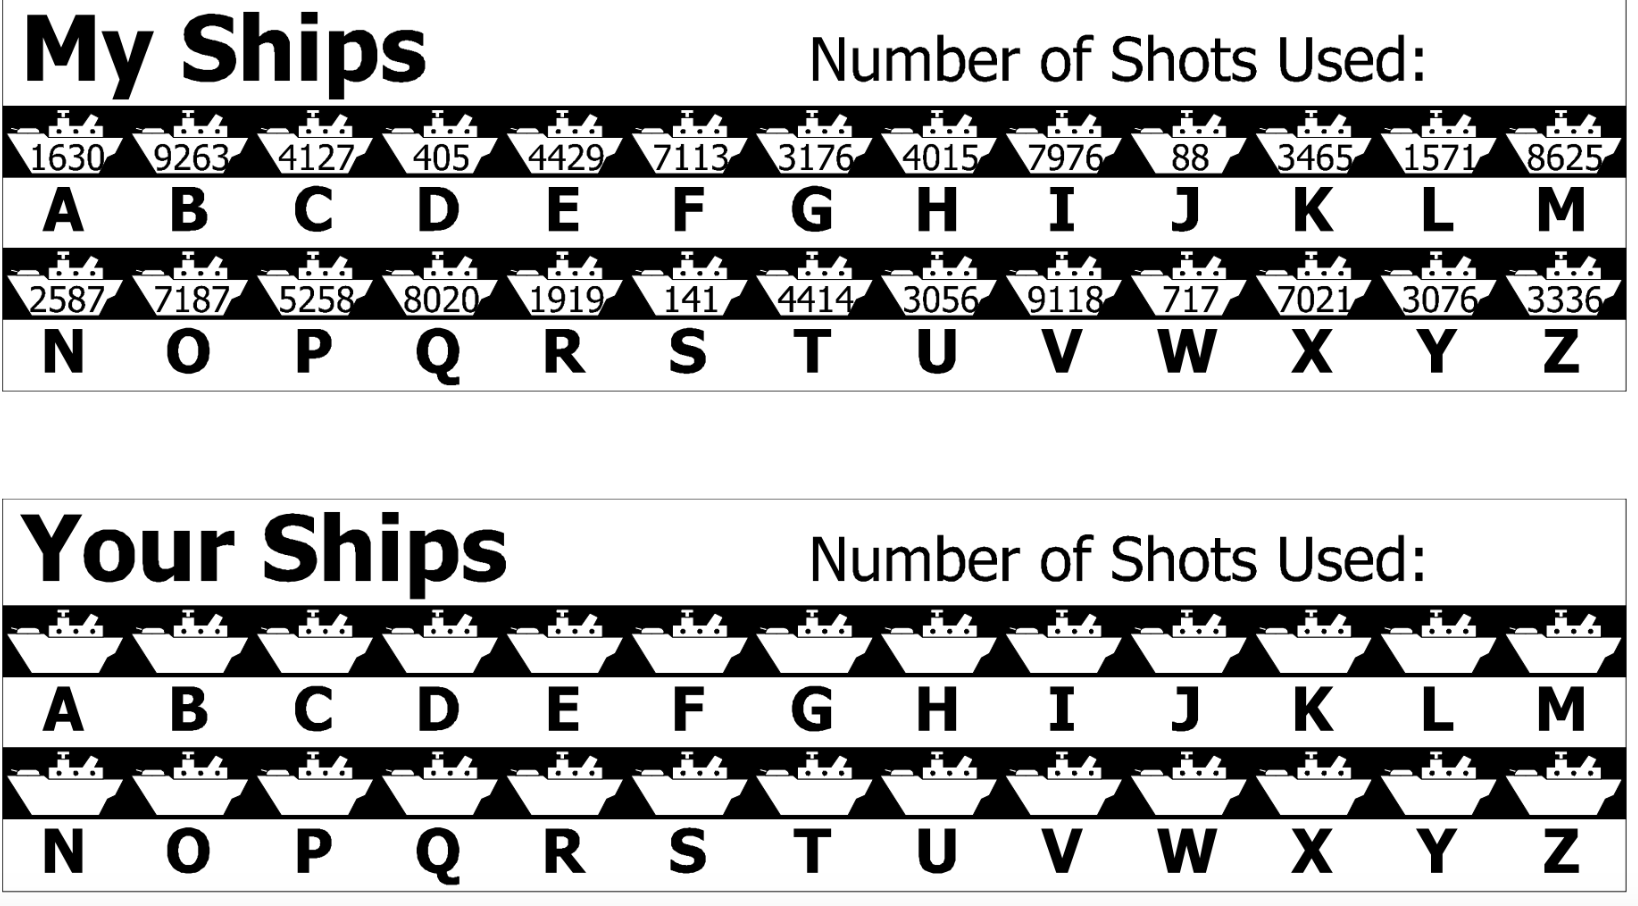 My Ships Number of Shots Used:
1630 9263 4127 405 4429 7113 3176 4015 7976 88 3465 1571 8625
A B C D E F G H I J K L M
2587 7187 5258 8020 1919 141 4414 3056 9118 717 7021 3076 3336
N O P Q R S T U V W X Y Z
Your Ships Number of Shots Used:
A B C D E F G H I J K L M
N O P Q R S T U V W X Y Z